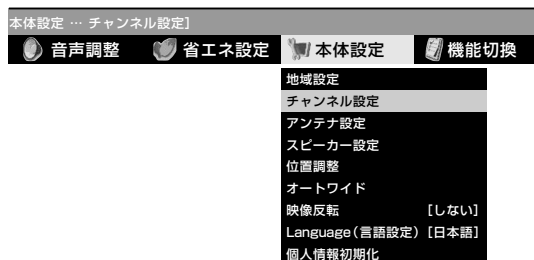 本体設定 … チャンネル設定]
音声調整 省エネ設定 本体設定 機能切換
地域設定
チャンネル設定
アンテナ設定
スピーカー設定
位置調整
オートワイド
映像反転 [しない]
Language(言語設定) [日本語]
個人情報初期化